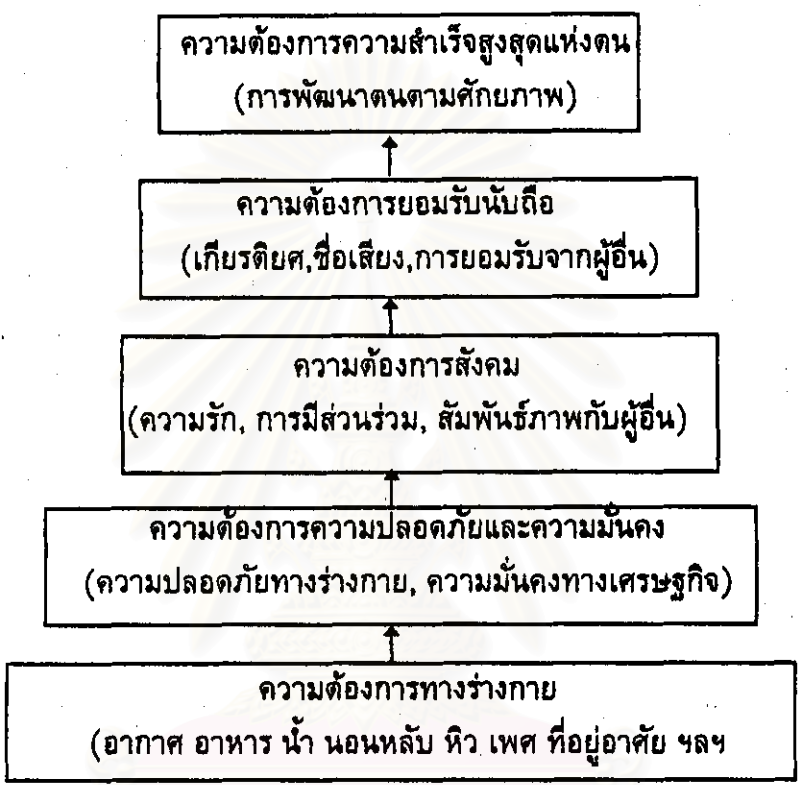 ความต้องการความสำเร็จสูงสุดแห่งตน
(การพัฒนาตนตามศักยภาพ)
ความต้องการยอมรับนับถือ
(เกียรติยศ,ชื่อเสียง,การยอมรับจากผู้อื่น)
ความต้องการสังคม
(ความรัก, การมีส่วนร่วม, สัมพันธ์ภาพกับผู้อื่น)
ความต้องการความปลอดภัยและความมั่นคง
(ความปลอดภัยทางร่างกาย, ความมั่นคงทางเศรษฐกิจ)
ความต้องการทางร่างกาย
(อากาศ อาหาร น้ำ นอนหลับ หิว เพศ ที่อยู่อาศัย ฯลฯ